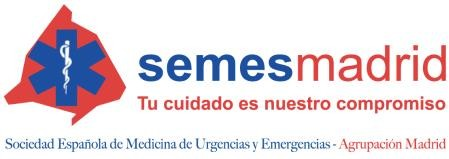 semesmadrid
Tu cuidado es nuestro compromiso
Sociedad Española de Medicina de Urgencias y Emergencias - Agrupación Madrid